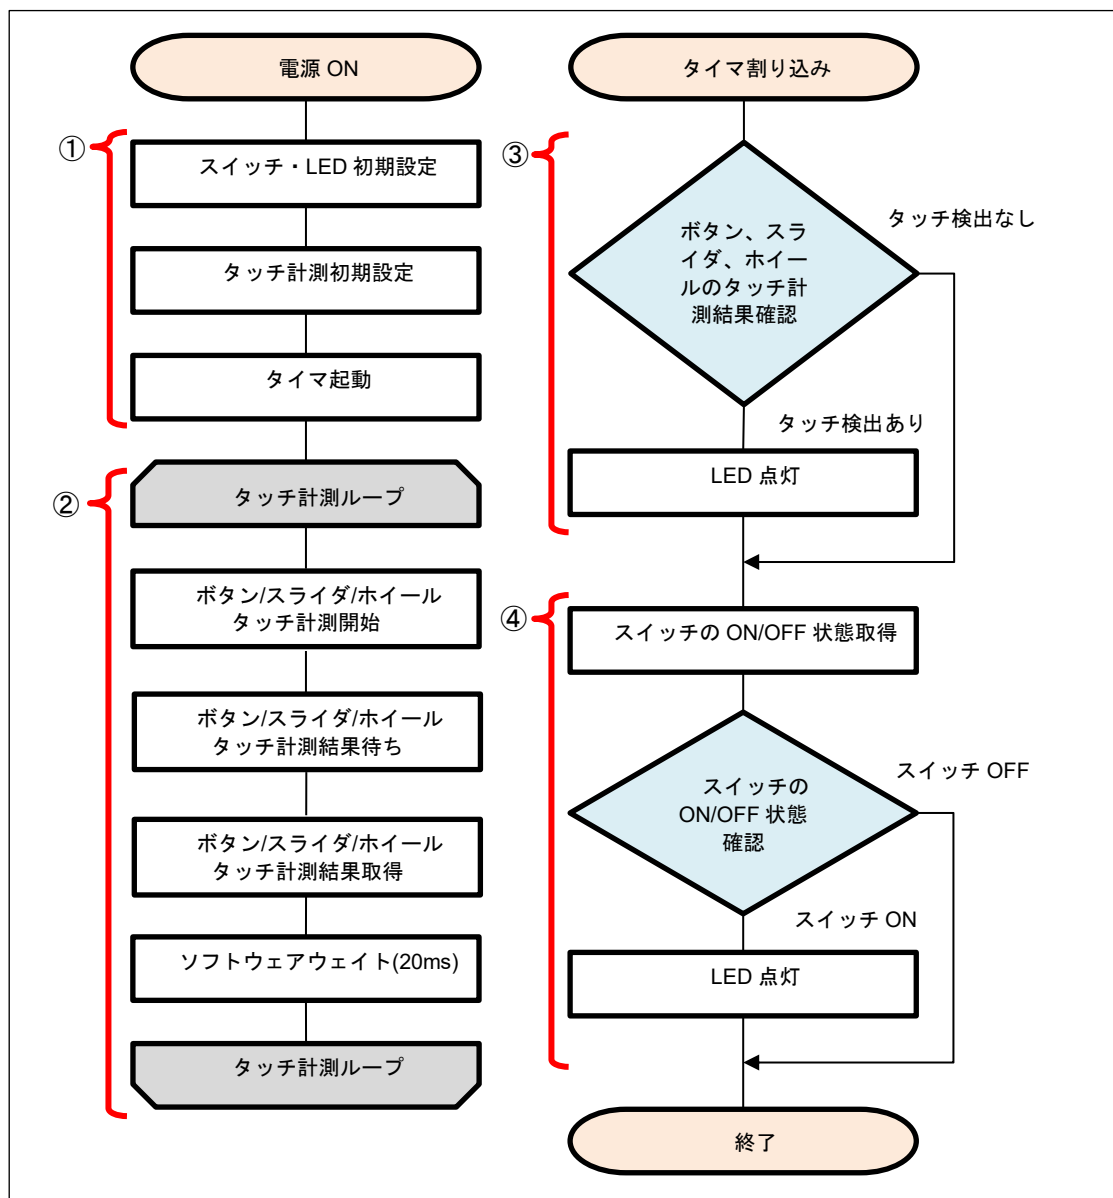 電源 ON
①
スイッチ・LED 初期設定
タッチ計測初期設定
タイマ起動
②
タッチ計測ループ
ボタン/スライダ/ホイール
タッチ計測開始
ボタン/スライダ/ホイール
タッチ計測結果待ち
ボタン/スライダ/ホイール
タッチ計測結果取得
ソフトウェアウェイト(20ms)
タッチ計測ループ
タイマ割り込み
③
ボタン、スラ
イダ、ホイー
ルのタッチ計
測結果確認
タッチ検出なし
タッチ検出あり
LED 点灯
④
スイッチの ON/OFF 状態取得
スイッチの
ON/OFF 状態
確認
スイッチ OFF
スイッチ ON
LED 点灯
終了